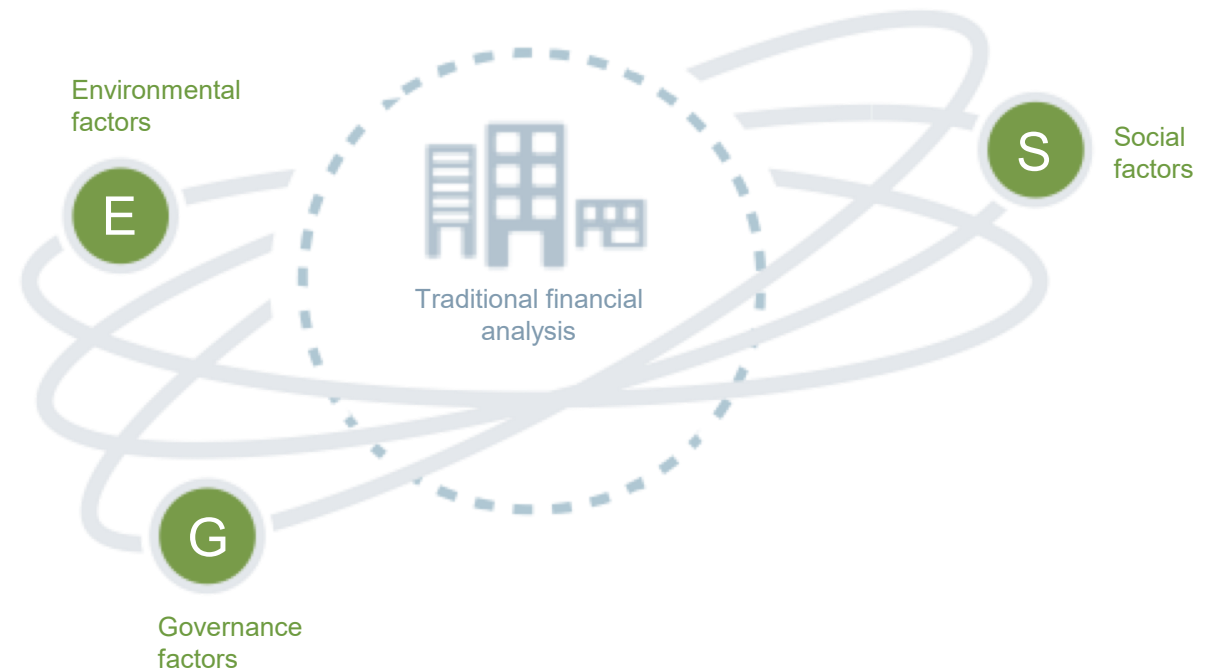 Environmental
factors
E
S
Social
factors
Traditional financial
analysis
G
Governance
factors